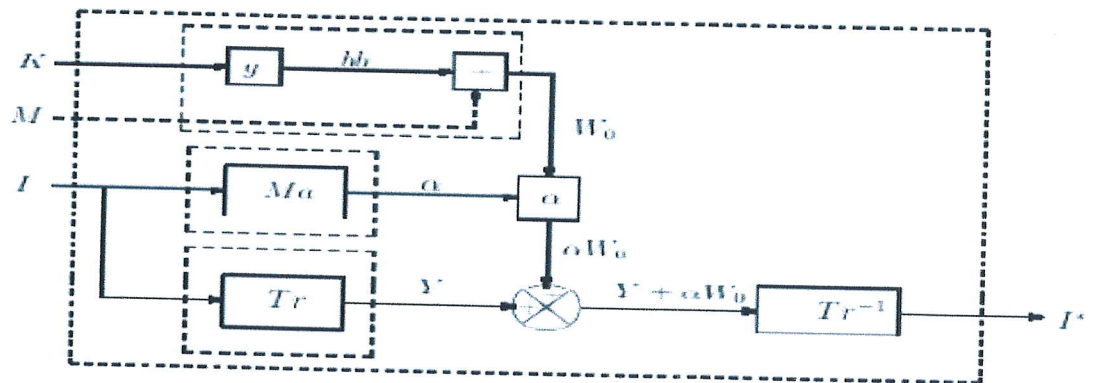 K
g
hh
M
W₀
I
Ma
α
α
αW₀
Tr
Y
Y + αW₀
Tr⁻¹
I*